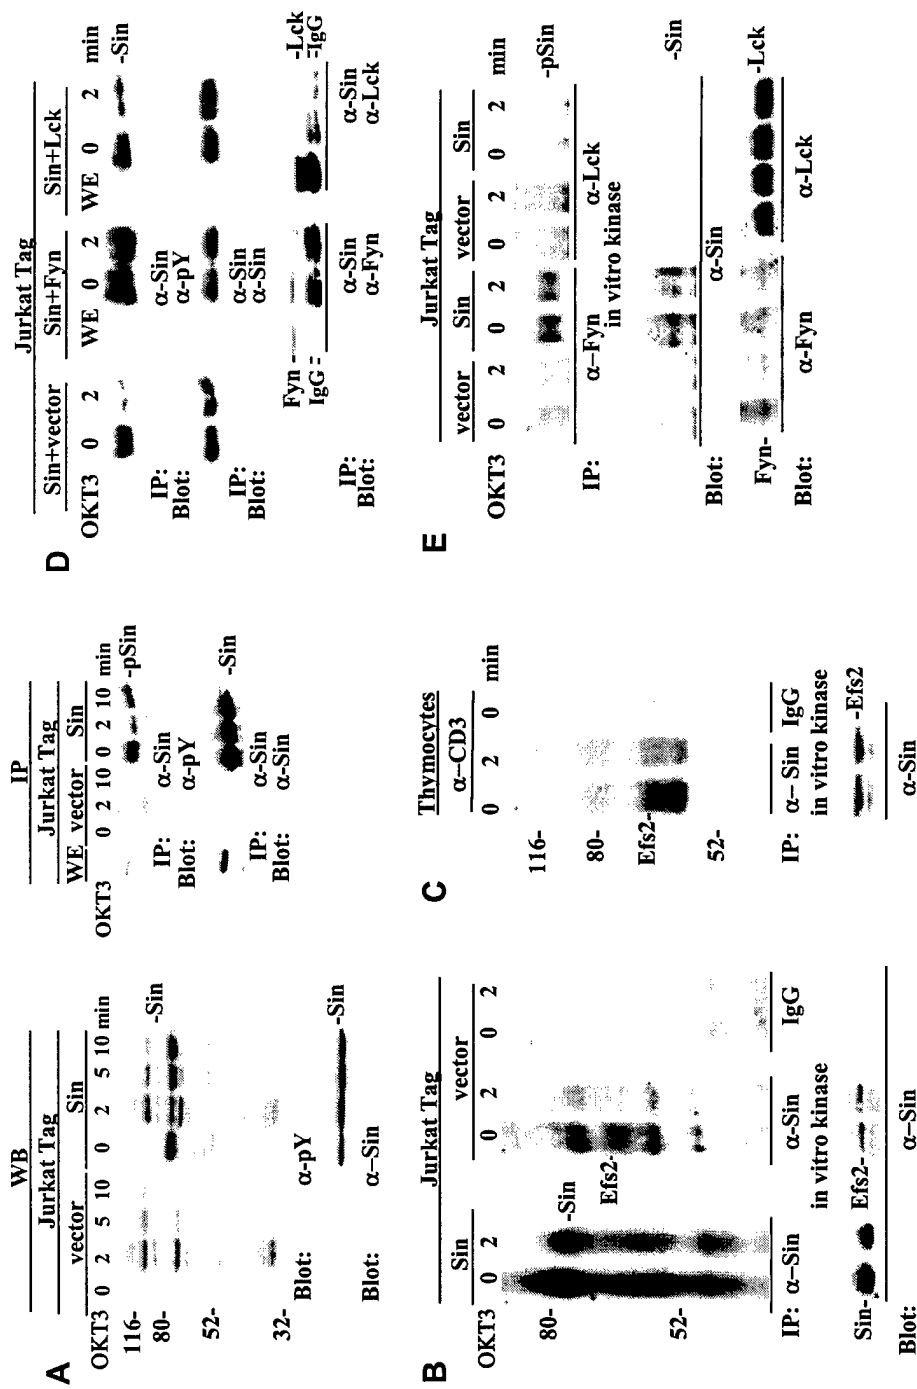 A
WB
Jurkat Tag
vector Sin
OKT3 0 2 5 10 0 2 5 10 min
116-
80- -Sin
52-
32-
Blot: α-pY
-Sin
Blot: α–Sin
IP
Jurkat Tag
WE vector Sin
OKT3 0 2 10 0 2 10 min
-pSin
IP: α-Sin
Blot: α-pY
-Sin
IP: α-Sin
Blot: α-Sin
B
Jurkat Tag
Sin vector
OKT3 0 2 0 2 0 2
80- -Sin
Efs2-
52-
IP: α–Sin α-Sin IgG
in vitro kinase
Sin- Efs2-
Blot: α-Sin
C
Thymocytes
α–CD3
0 2 0 min
116-
80-
Efs2-
52-
IP: α– Sin IgG
in vitro kinase
-Efs2
α-Sin
D
Jurkat Tag
Sin+vector Sin+Fyn Sin+Lck
OKT3 0 2 WE 0 2 WE 0 2 min
-Sin
IP: α-Sin
Blot: α-pY
IP: α-Sin
Blot: α-Sin
Fyn - -Lck
IgG= =IgG
IP: α-Sin α-Sin
Blot: α-Fyn α-Lck
E
Jurkat Tag
vector Sin vector Sin
OKT3 0 2 0 2 0 2 0 2 min
-pSin
IP: α–Fyn α-Lck
in vitro kinase
-Sin
Blot: α-Sin
Fyn- -Lck
Blot: α-Fyn α-Lck